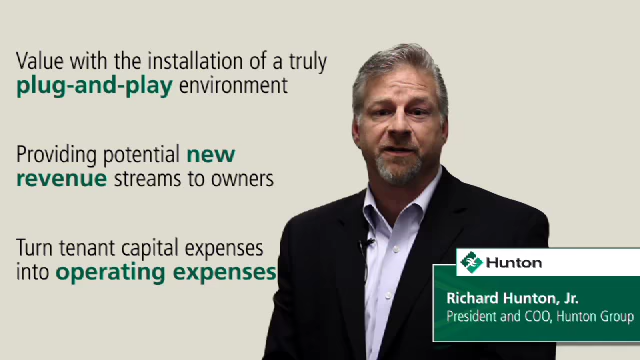 Value with the installation of a truly
plug-and-play environment
Providing potential new
revenue streams to owners
Turn tenant capital expenses
into operating expenses
Hunton
Richard Hunton, Jr.
President and COO, Hunton Group